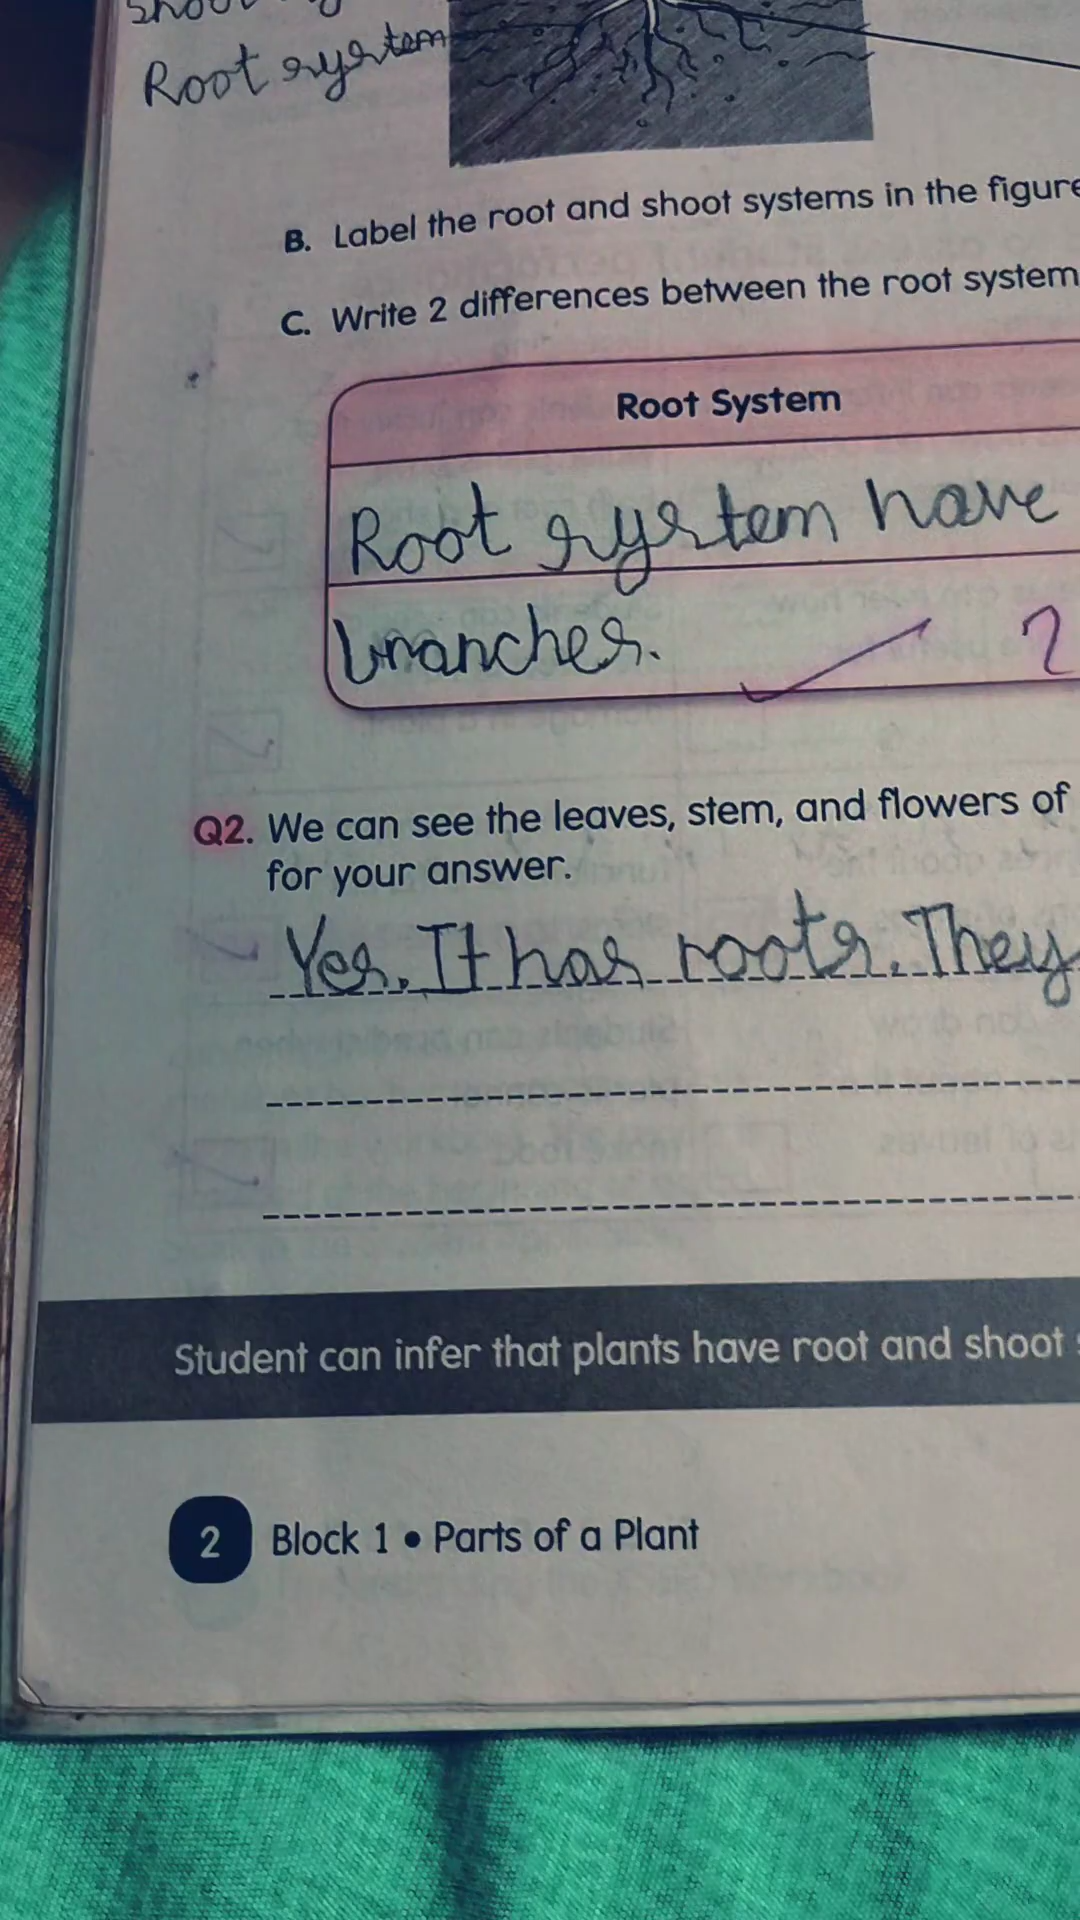 Root system
B. Label the root and shoot systems in the figure
C. Write 2 differences between the root system
Root System
Root system have
branches.
2
Q2. We can see the leaves, stem, and flowers of
for your answer.
Yes. It has roots. They
Student can infer that plants have root and shoot
2 Block 1 • Parts of a Plant